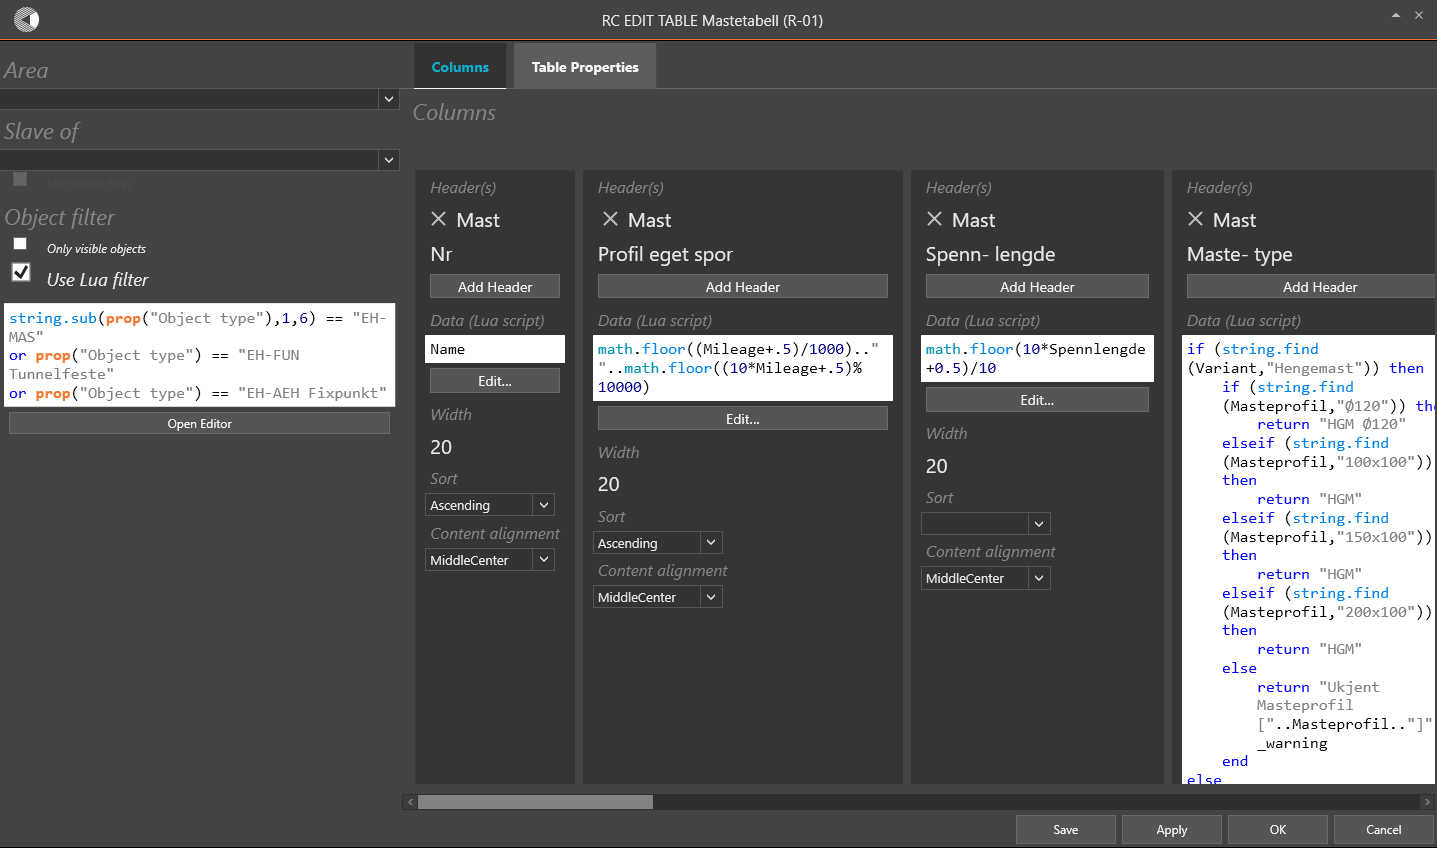 RC EDIT TABLE Mastetabell (R-01)
Area
Slave of
Use master filter
Object filter
Only visible objects
Use Lua filter
string.sub(prop("Object type"),1,6) == "EH-
MAS"
or prop("Object type") == "EH-FUN
Tunnelfeste"
or prop("Object type") == "EH-AEH Fixpunkt"
Open Editor
Columns
Table Properties
Columns
Header(s)
Mast
Nr
Add Header
Data (Lua script)
Name
Edit...
Width
20
Sort
Ascending
Content alignment
MiddleCenter
Header(s)
Mast
Profil eget spor
Add Header
Data (Lua script)
math.floor((Mileage+.5)/1000).."
"..math.floor((10*Mileage+.5)%
10000)
Edit...
Width
20
Sort
Ascending
Content alignment
MiddleCenter
Header(s)
Mast
Spenn- lengde
Add Header
Data (Lua script)
math.floor(10*Spennlengde
+0.5)/10
Edit...
Width
20
Sort
Content alignment
MiddleCenter
Header(s)
Mast
Maste- type
Add Header
Data (Lua script)
if (string.find
(Variant,"Hengemast")) then
if (string.find
(Masteprofil,"Ø120")) the
return "HGM Ø120"
elseif (string.find
(Masteprofil,"100x100"))
then
return "HGM"
elseif (string.find
(Masteprofil,"150x100"))
then
return "HGM"
elseif (string.find
(Masteprofil,"200x100"))
then
return "HGM"
else
return "Ukjent
Masteprofil
["..Masteprofil.."]"
_warning
end
else
Save
Apply
OK
Cancel